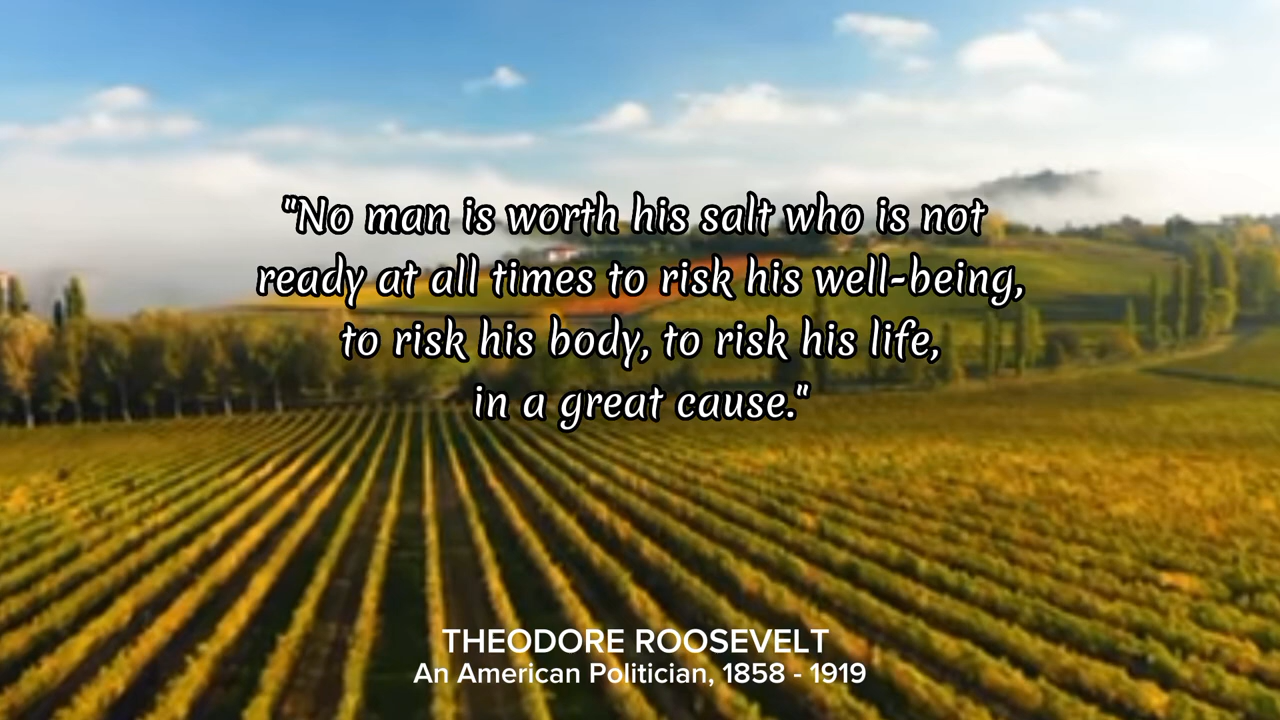 "No man is worth his salt who is not
ready at all times to risk his well-being,
to risk his body, to risk his life,
in a great cause."
THEODORE ROOSEVELT
An American Politician, 1858 - 1919